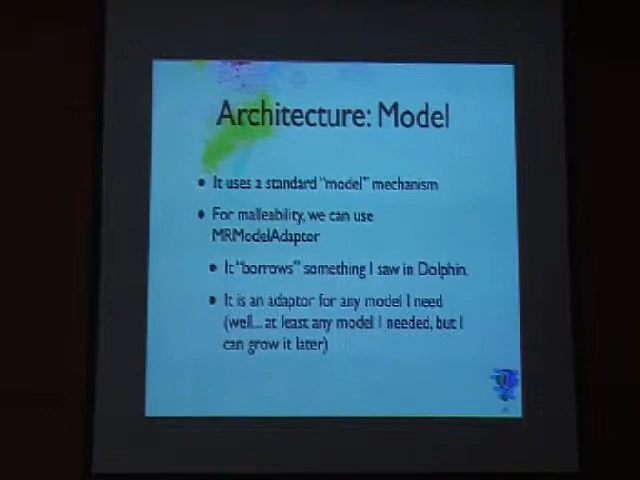 Architecture: Model
• It uses a standard "model" mechanism
• For malleability, we can use
MRModelAdaptor
• It "borrows" something I saw in Dolphin.
• It is an adaptor for any model I need
(well... at least any model I needed, but I
can grow it later)